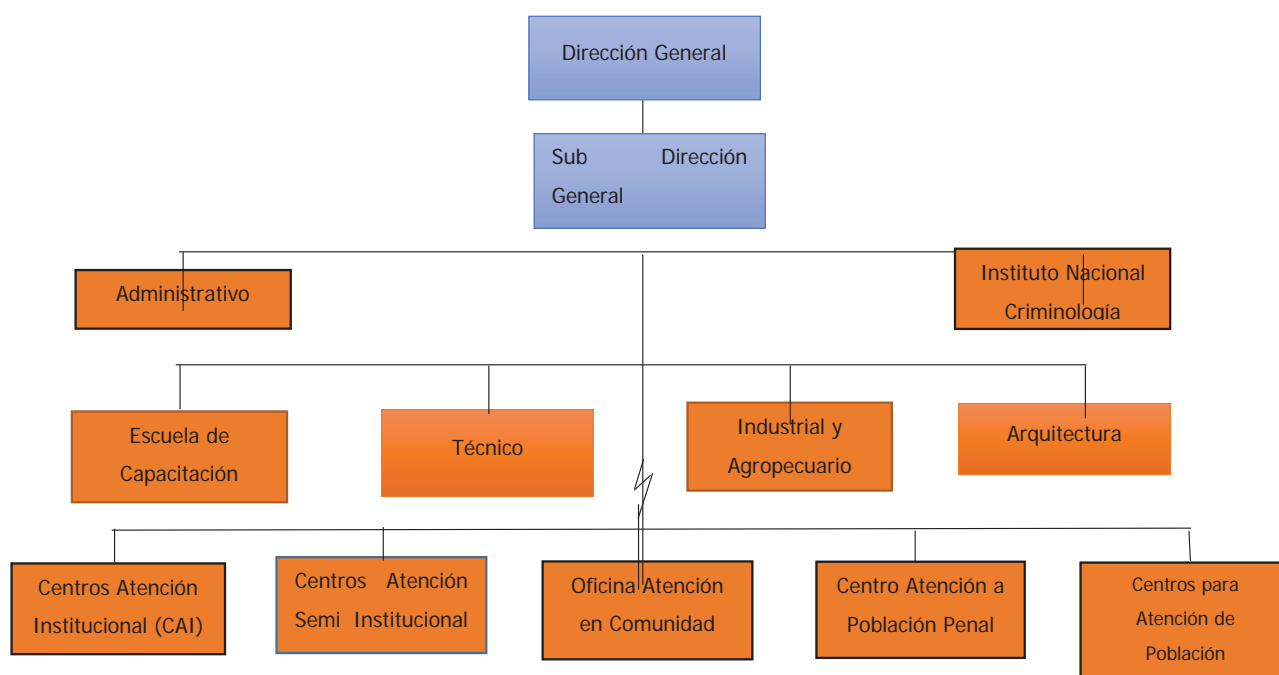 Dirección General
Sub Dirección
General
Administrativo
Instituto Nacional
Criminología
Escuela de
Capacitación
Técnico
Industrial y
Agropecuario
Arquitectura
Centros Atención
Institucional (CAI)
Centros Atención
Semi Institucional
Oficina Atención
en Comunidad
Centro Atención a
Población Penal
Centros para
Atención de
Población